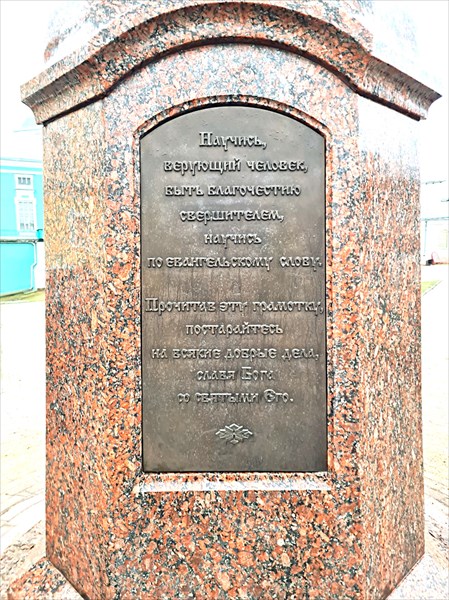 Научись,
верующий человек,
быть благочестию
свершителем,
научись
по евангельскому слову.
Прочитав эту грамотку,
постарайтесь
на всякие добрые дела,
славя Бога
со святыми Его.